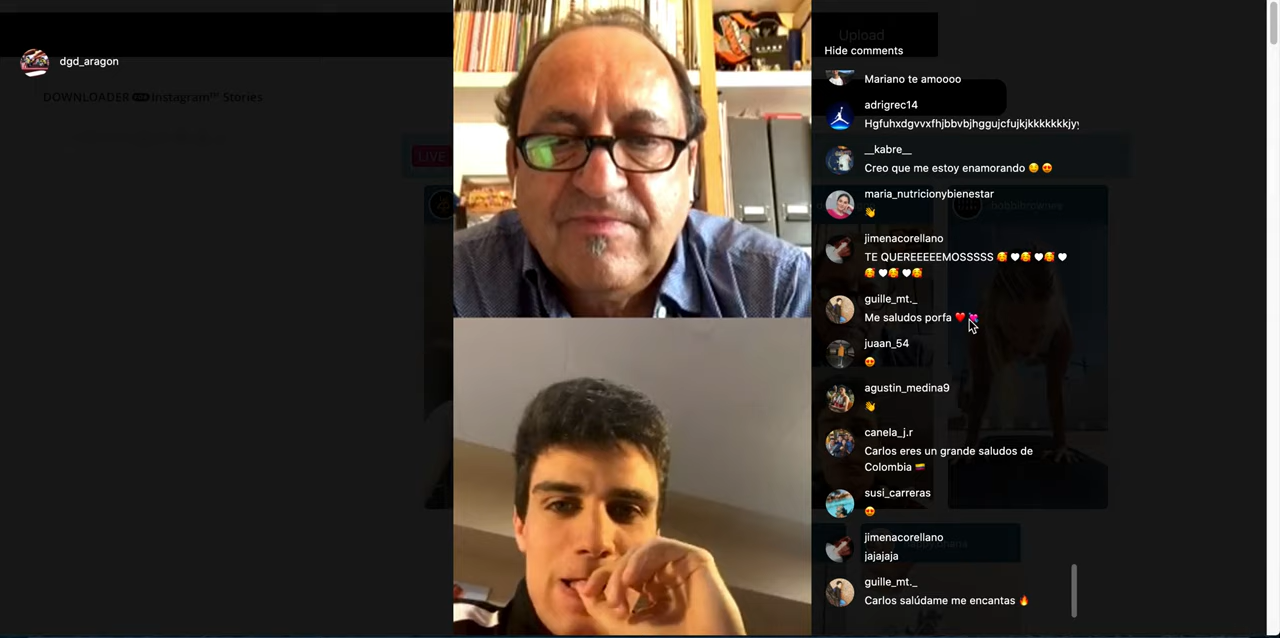 Upload
Hide comments
dgd_aragon
DOWNLOADER
Instagram™ Stories
LIVE
Mariano te amoooo
adrigrec14
__kabre__
Creo que me estoy enamorando 😏 😍
maria_nutricionybienestar
👋
jimenacorellano
TE QUEREEEEEMOSSSSS 🥰 🤍🥰 🤍🥰 🤍
🥰 🤍🥰 🤍🥰
guille_mt._
Me saludos porfa ❤️ 💘
juaan_54
😍
agustin_medina9
👋
canela_j.r
Carlos eres un grande saludos de
Colombia 🇨🇴
susi_carreras
😍
jimenacorellano
jajajaja
guille_mt._
Carlos salúdame me encantas 🔥